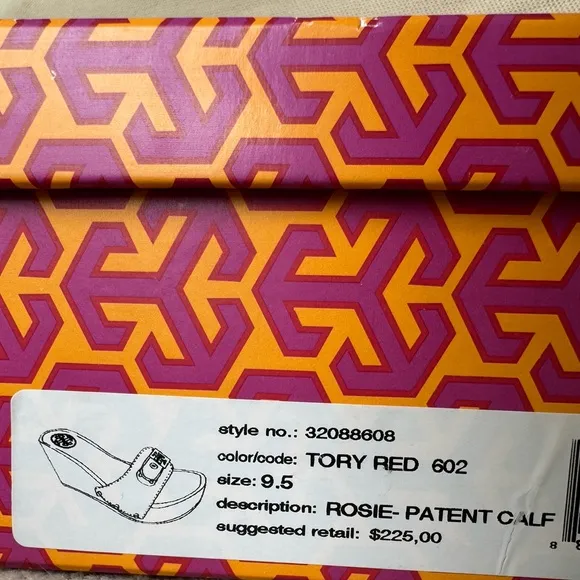 style no.: 32088608
color/code: TORY RED 602
size: 9.5
description: ROSIE- PATENT CALF
suggested retail: $225,00
8